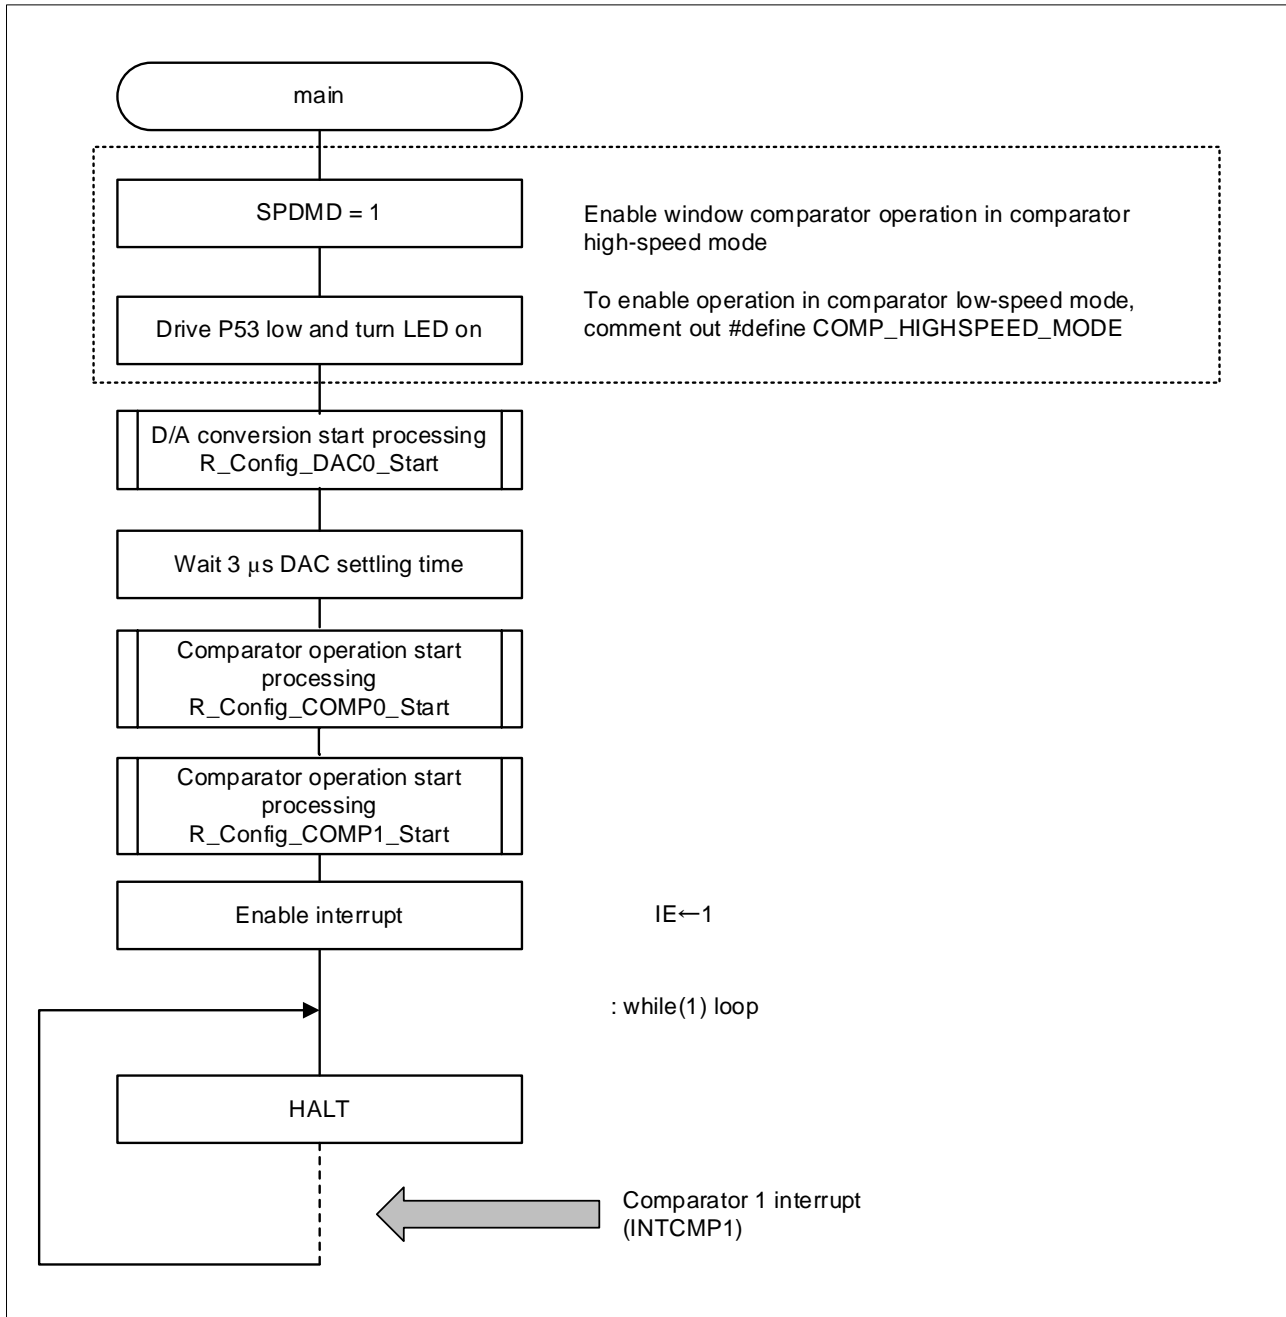 main
SPDMD = 1
Enable window comparator operation in comparator
high-speed mode
To enable operation in comparator low-speed mode,
comment out #define COMP_HIGHSPEED_MODE
Drive P53 low and turn LED on
D/A conversion start processing
R_Config_DAC0_Start
Wait 3 μs DAC settling time
Comparator operation start
processing
R_Config_COMP0_Start
Comparator operation start
processing
R_Config_COMP1_Start
Enable interrupt
IE←1
: while(1) loop
HALT
Comparator 1 interrupt
(INTCMP1)